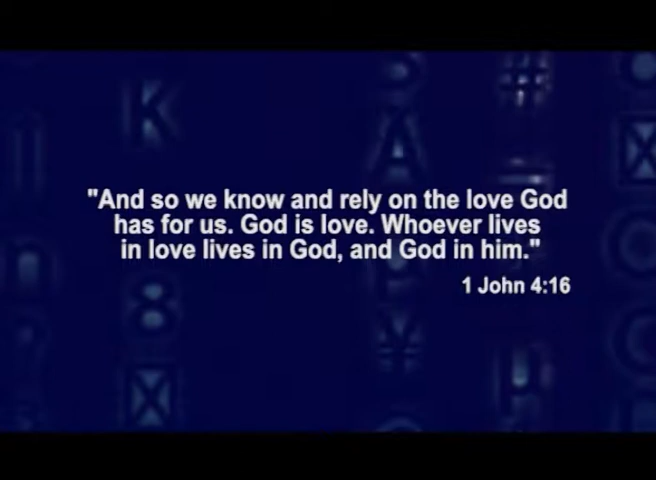 "And so we know and rely on the love God
has for us. God is love. Whoever lives
in love lives in God, and God in him."
1 John 4:16